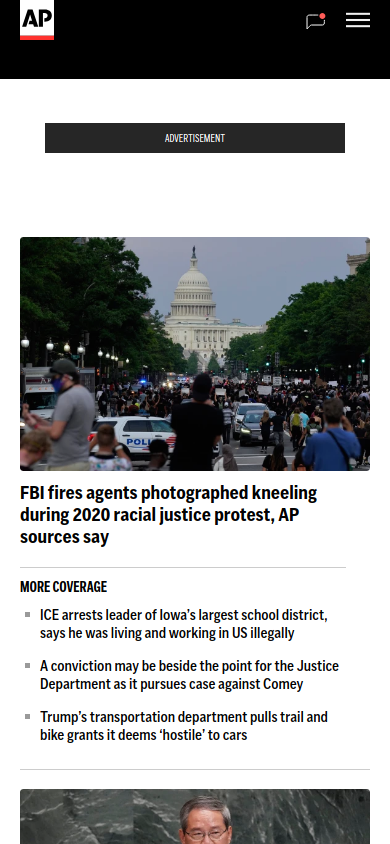 AP
ADVERTISEMENT
POLICE
FBI fires agents photographed kneeling
during 2020 racial justice protest, AP
sources say
MORE COVERAGE
ICE arrests leader of Iowa’s largest school district,
says he was living and working in US illegally
A conviction may be beside the point for the Justice
Department as it pursues case against Comey
Trump’s transportation department pulls trail and
bike grants it deems ‘hostile’ to cars